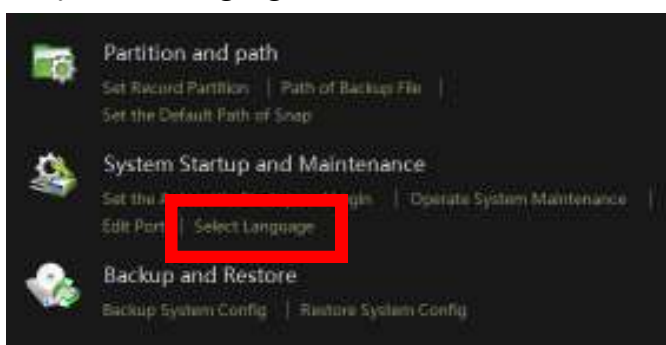 Partition and path
Set Record Partition | Path of Backup File |
Set the Default Path of Snap
System Startup and Maintenance
Set the | Operate System Maintenance |
Edit Port | Select Language
Backup and Restore
Backup System Config | Restore System Config